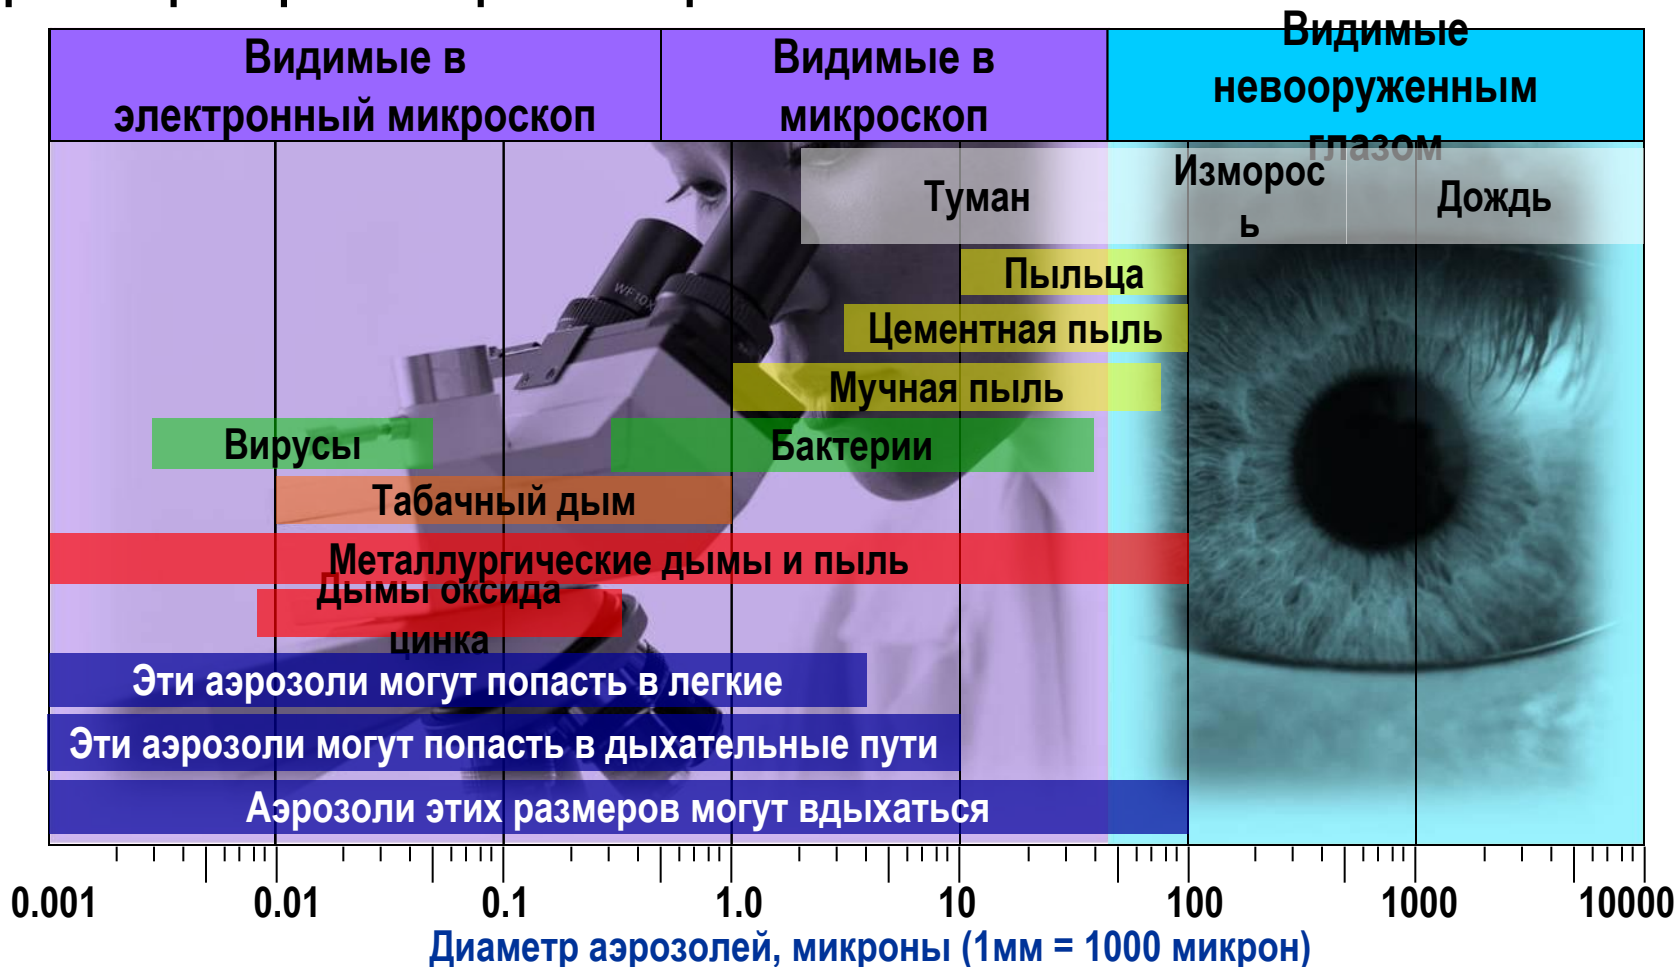 Видимые в
электронный микроскоп
Видимые в
микроскоп
Видимые
невооруженным
глазом
Туман
Изморос
ь
Дождь
Пыльца
Цементная пыль
Мучная пыль
Вирусы
Бактерии
Табачный дым
Металлургические дымы и пыль
Дымы оксида
цинка
Эти аэрозоли могут попасть в легкие
Эти аэрозоли могут попасть в дыхательные пути
Аэрозоли этих размеров могут вдыхаться
0.001 0.01 0.1 1.0 10 100 1000 10000
Диаметр аэрозолей, микроны (1мм = 1000 микрон)
WF10X